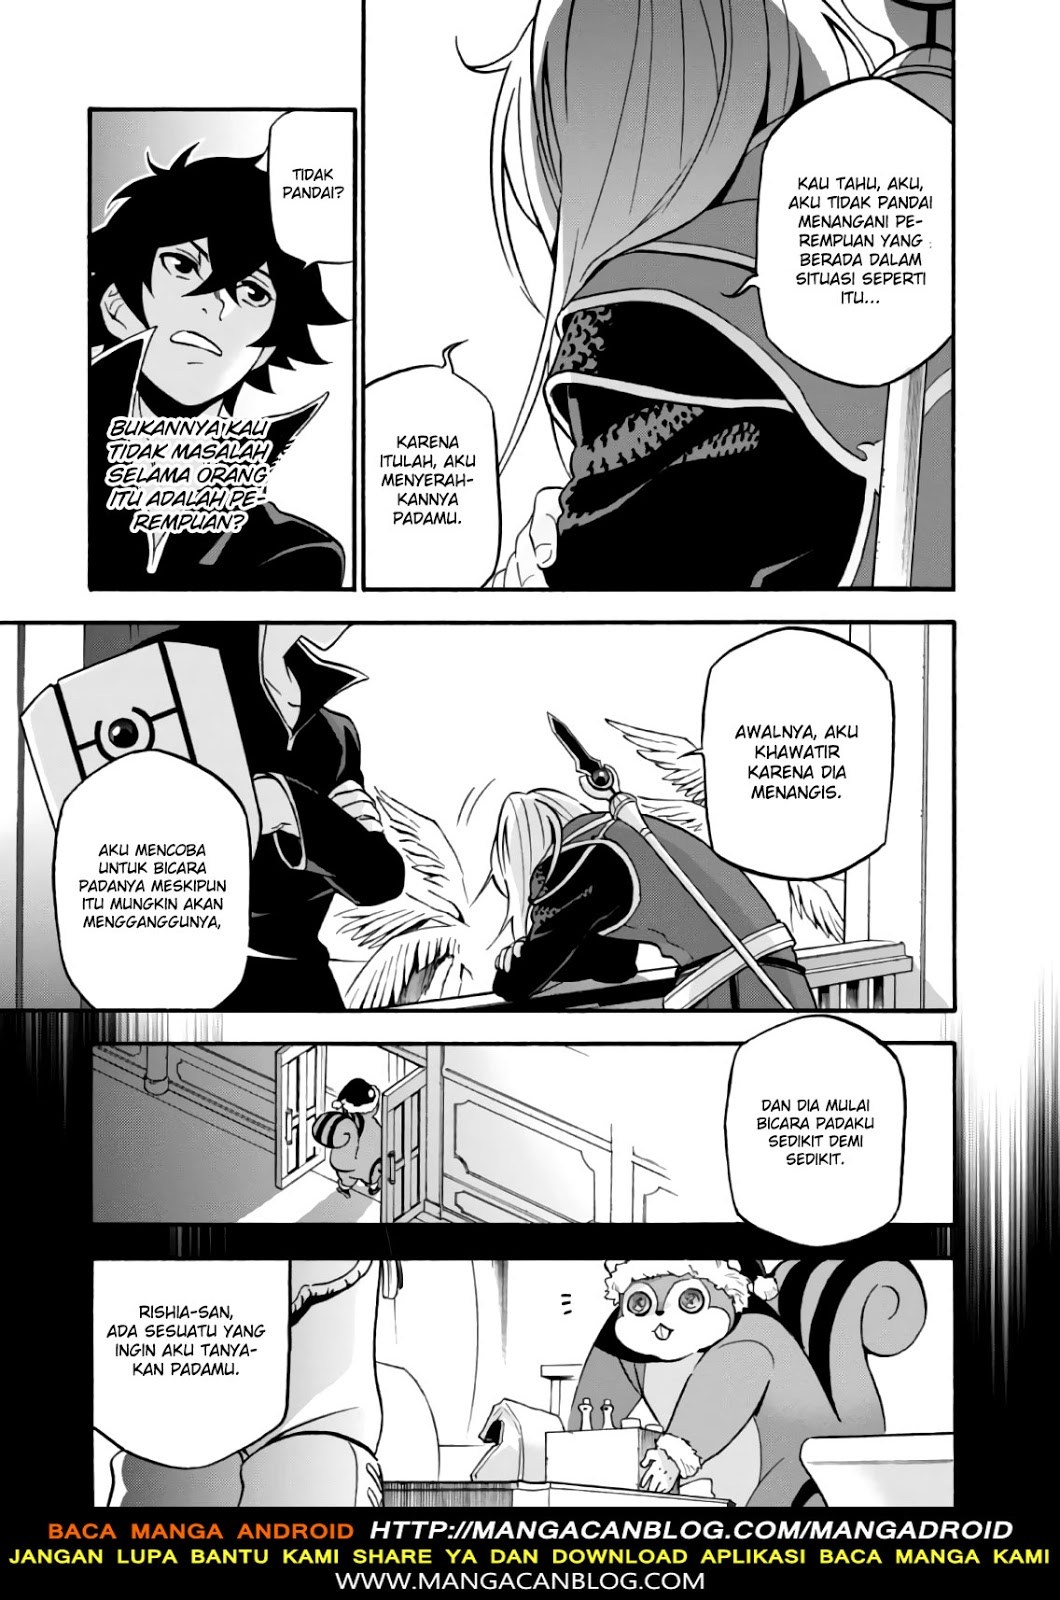 KAU TAHU, AKU,
AKU TIDAK PANDAI
MENANGANI PE-
REMPUAN YANG
BERADA DALAM
SITUASI SEPERTI
ITU...
KARENA
ITULAH, AKU
MENYERAH-
KANNYA
PADAMU.
TIDAK
PANDAI?
BUKANNYA KAU
TIDAK MASALAH
SELAMA ORANG
ITU ADALAH PE-
REMPUAN?
AWALNYA, AKU
KHAWATIR
KARENA DIA
MENANGIS.
AKU MENCOBA
UNTUK BICARA
PADANYA MESKIPUN
ITU MUNGKIN AKAN
MENGGANGGUNYA,
DAN DIA MULAI
BICARA PADAKU
SEDIKIT DEMI
SEDIKIT.
RISHIA-SAN,
ADA SESUATU YANG
INGIN AKU TANYA-
KAN PADAMU.
BACA MANGA ANDROID HTTP://MANGACANBLOG.COM/MANGADROID
JANGAN LUPA BANTU KAMI SHARE YA DAN DOWNLOAD APLIKASI BACA MANGA KAMI
WWW.MANGACANBLOG.COM